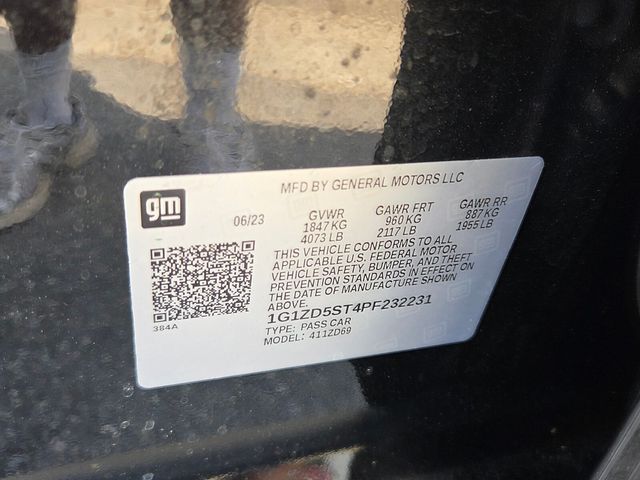 MFD BY GENERAL MOTORS LLC
gm
06/23
GVWR
1847 KG
4073 LB
GAWR FRT
960 KG
2117 LB
GAWR RR
887 KG
1955 LB
THIS VEHICLE CONFORMS TO ALL
APPLICABLE U.S. FEDERAL MOTOR
VEHICLE SAFETY, BUMPER, AND THEFT
PREVENTION STANDARDS IN EFFECT ON
THE DATE OF MANUFACTURE SHOWN
ABOVE.
1G1ZD5ST4PF232231
TYPE: PASS CAR
MODEL: 411ZD69
384A